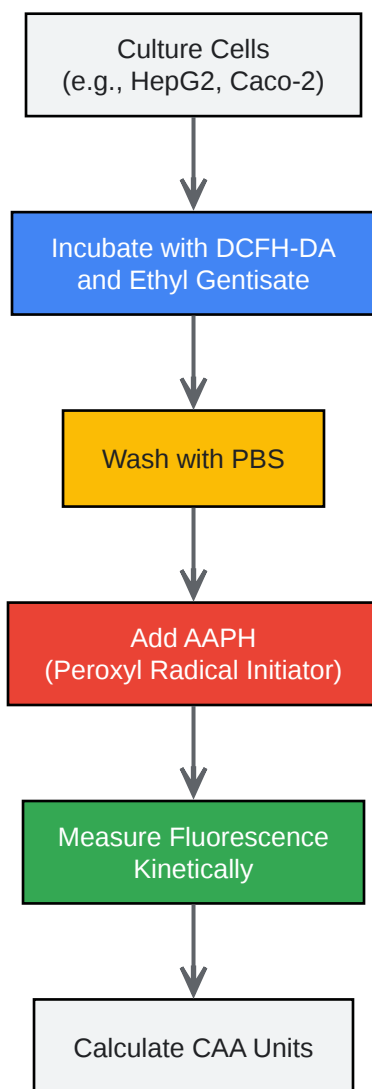 Culture Cells
(e.g., HepG2, Caco-2)
Incubate with DCFH-DA
and Ethyl Gentisate
Wash with PBS
Add AAPH
(Peroxyl Radical Initiator)
Measure Fluorescence
Kinetically
Calculate CAA Units